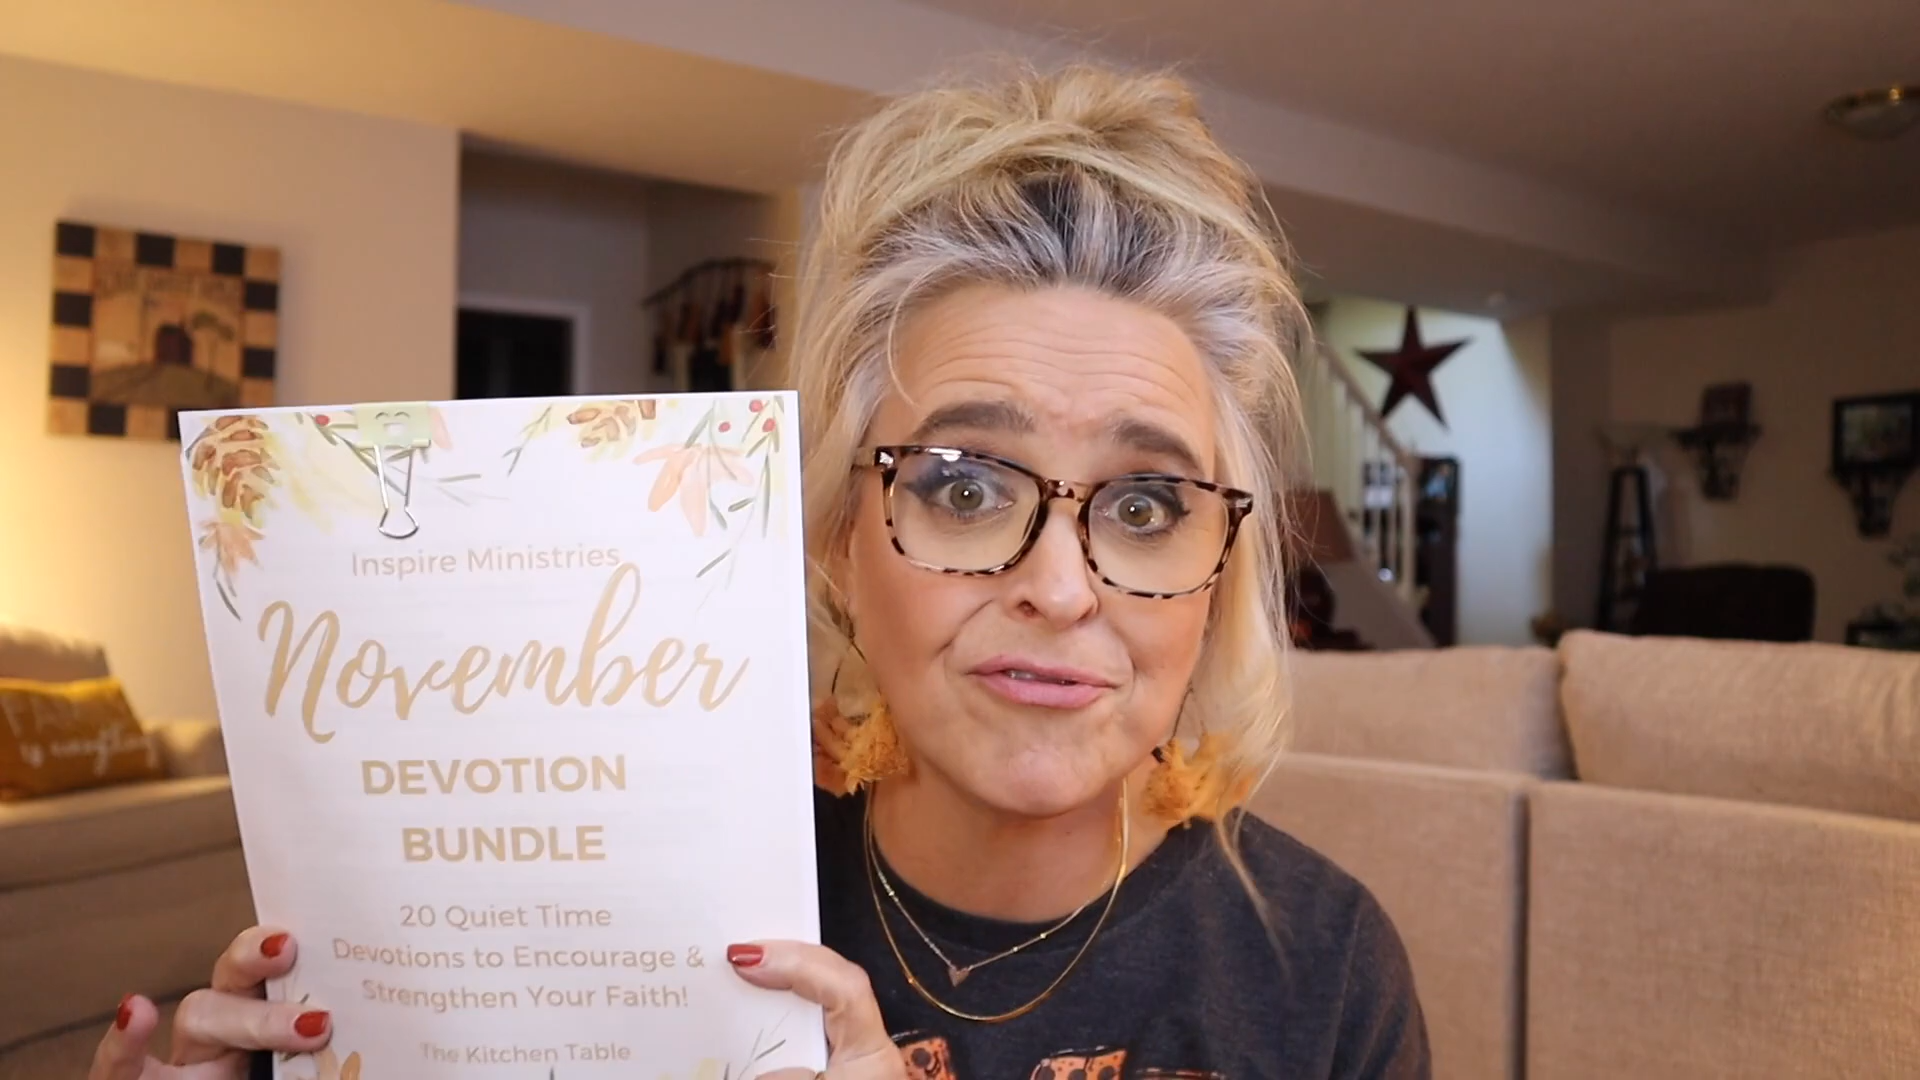 Inspire Ministries
November
DEVOTION
BUNDLE
20 Quiet Time
Devotions to Encourage &
Strengthen Your Faith!
The Kitchen Table